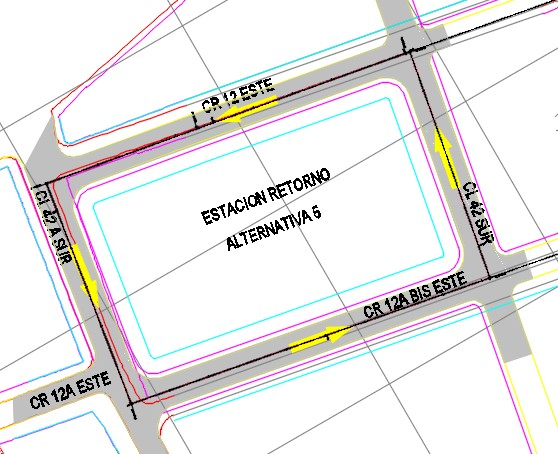 CR 12 ESTE
ESTACION RETORNO
ALTERNATIVA 5
CL 42 A SUR
CL 42 SUR
CR 12A BIS ESTE
CR 12A ESTE